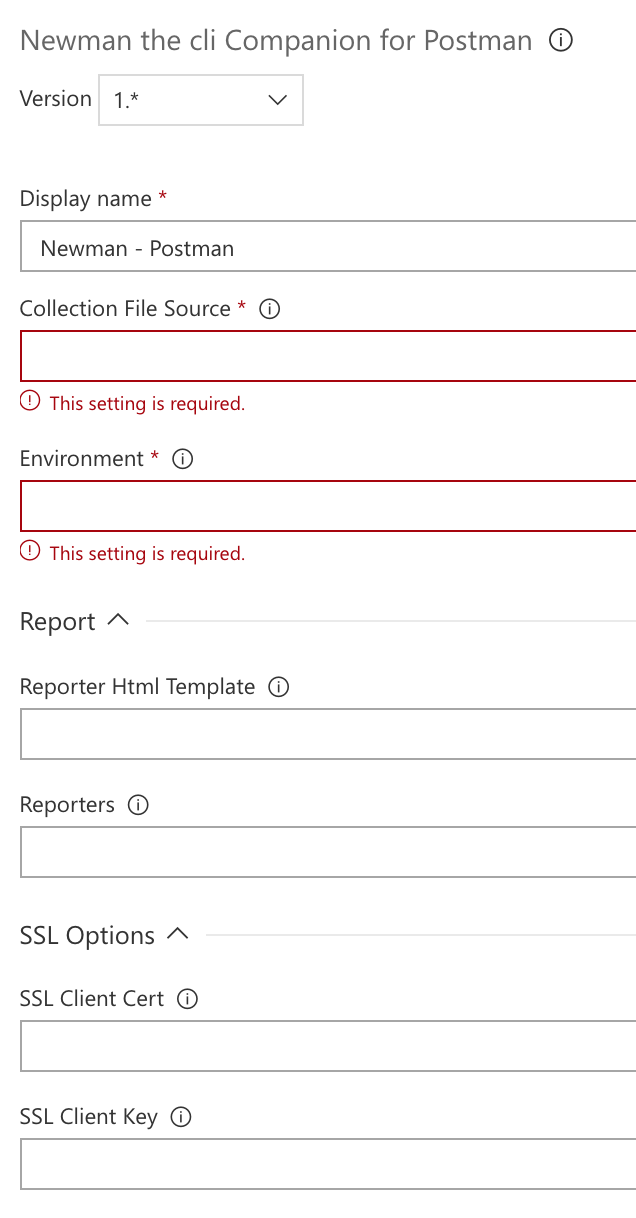 Newman the cli Companion for Postman
Version 1.*
Display name *
Newman - Postman
Collection File Source *
This setting is required.
Environment *
This setting is required.
Report
Reporter Html Template
Reporters
SSL Options
SSL Client Cert
SSL Client Key